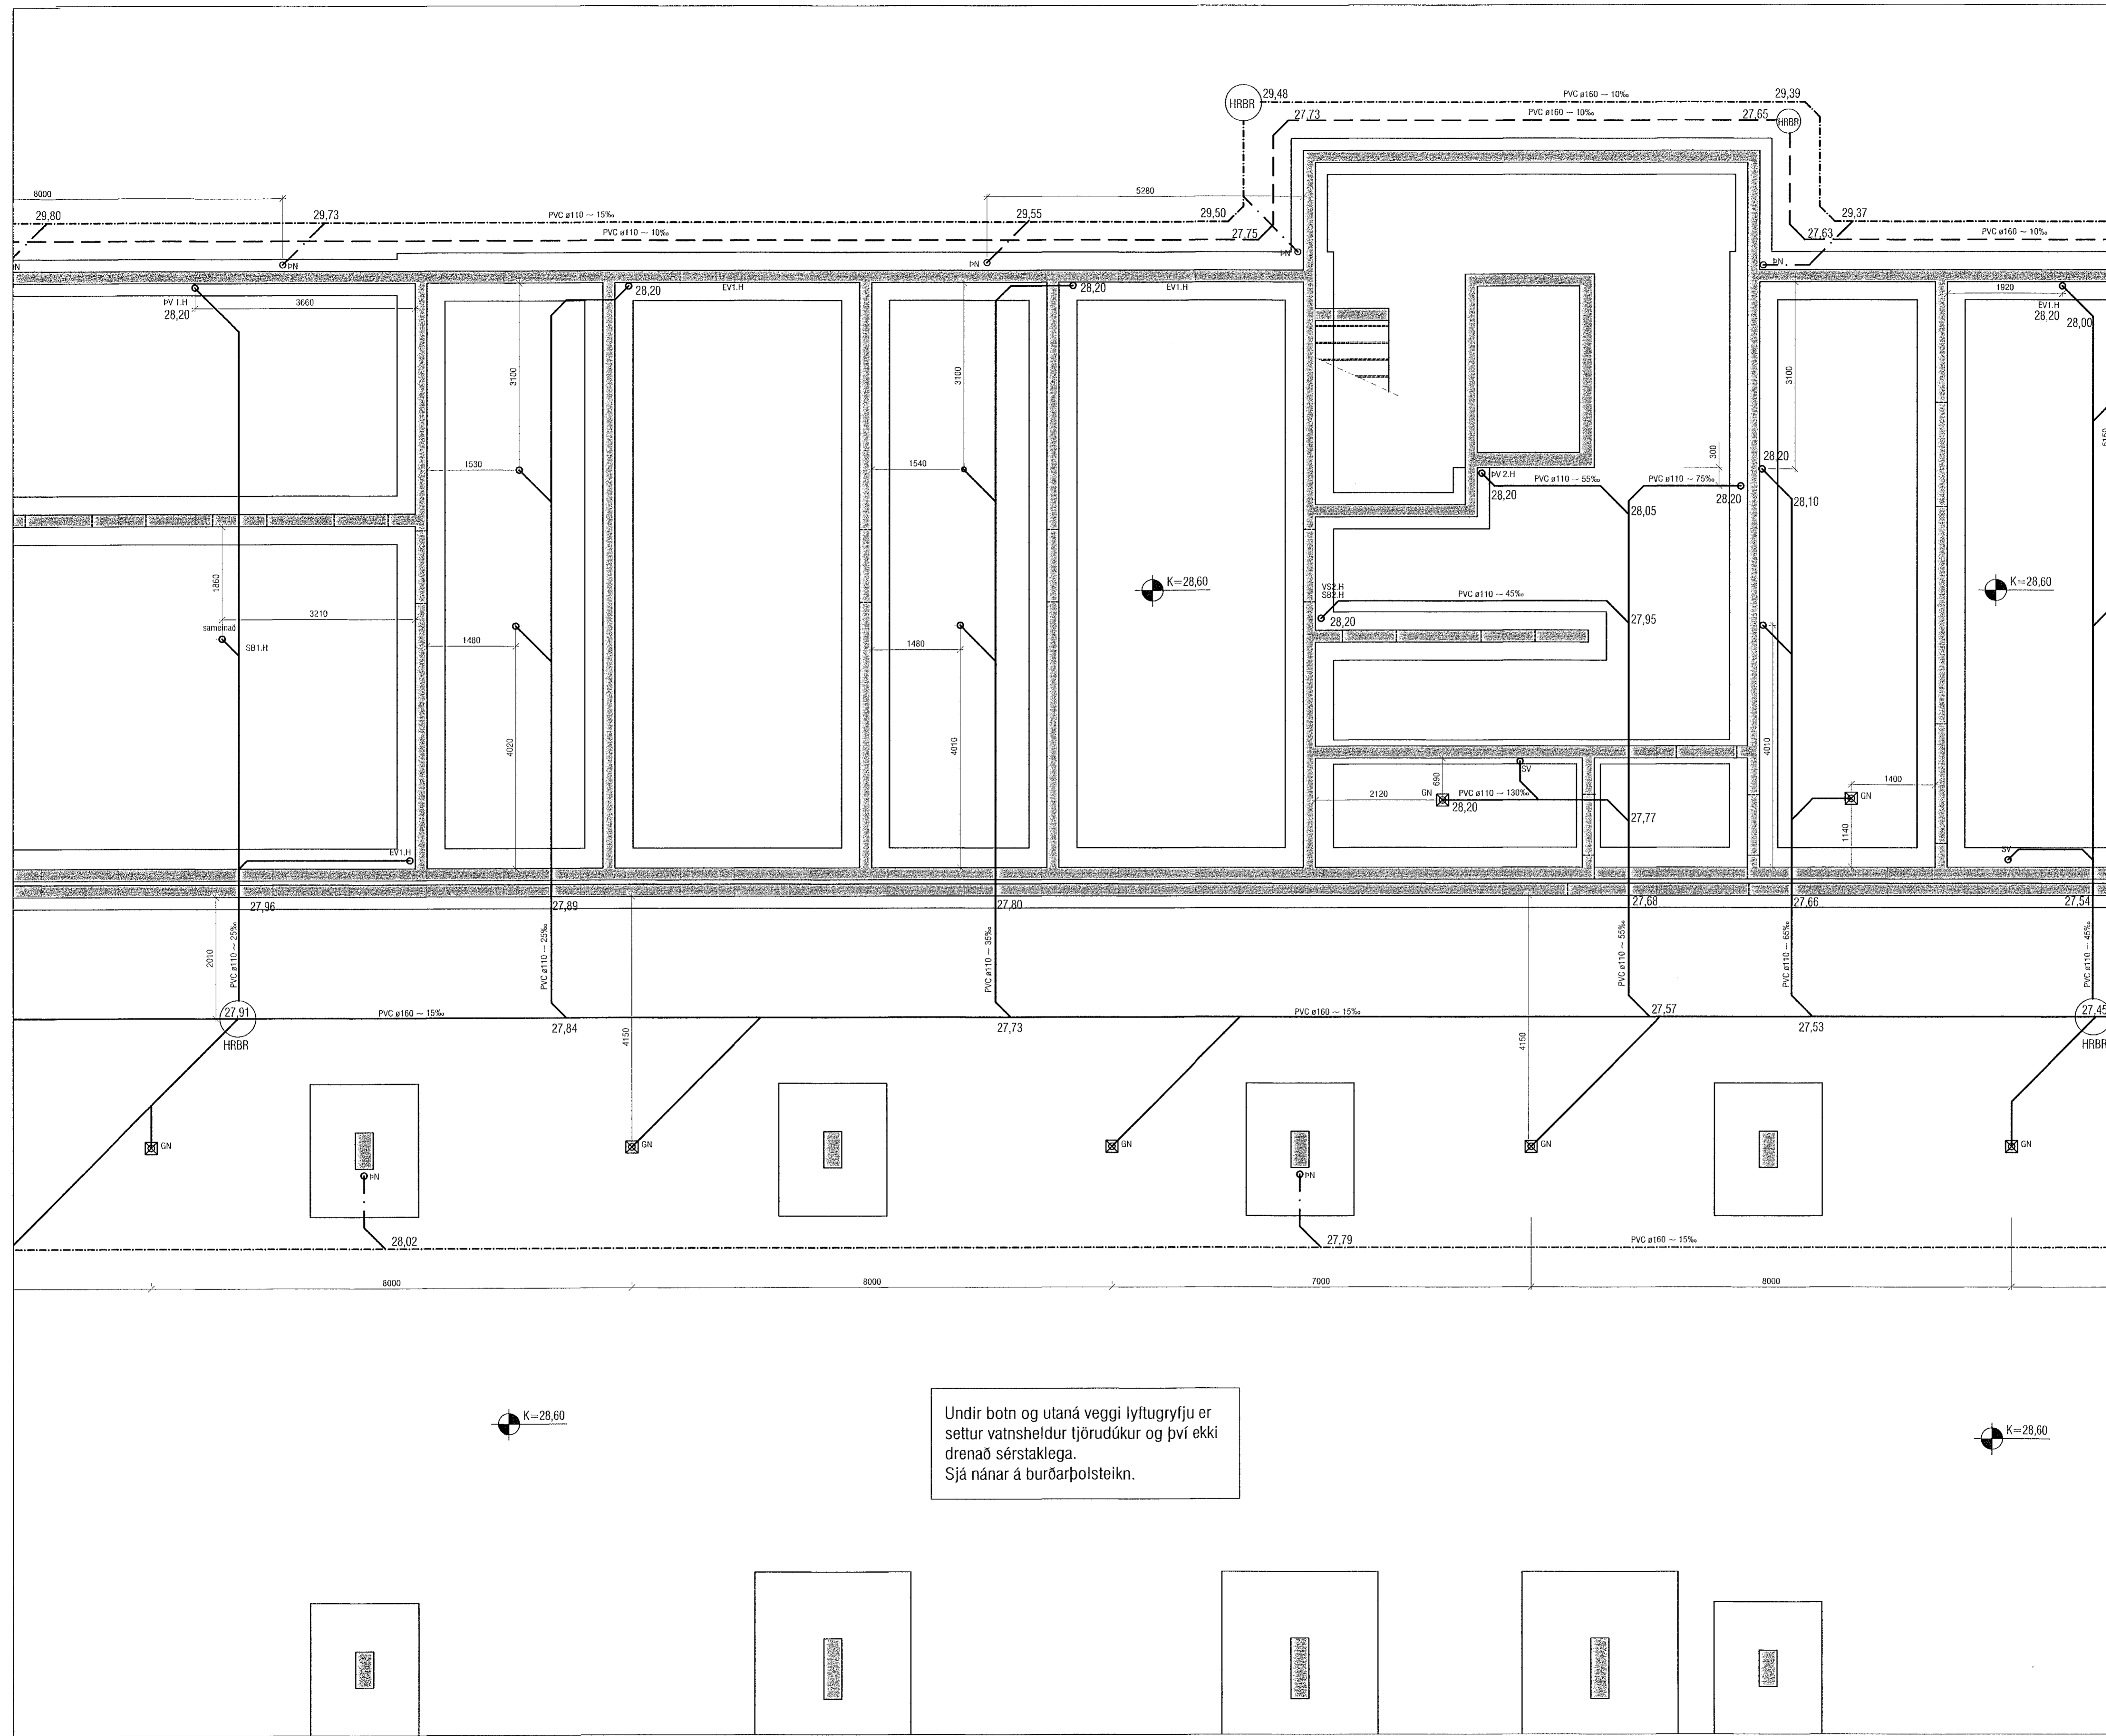 HRBR
29,48
PVC ø160 ~ 10‰
29,39
27,73
PVC ø160 ~ 10‰
27,65
HRBR
8000
5280
29,80
29,73
PVC ø110 ~ 15‰
29,55
29,50
29,37
PVC ø110 ~ 10‰
27,75
27,63
PVC ø160 ~ 10‰
ÞN
ÞN
ÞN
ÞN
ÞV 1.H
28,20
3660
28,20
EV1.H
28,20
EV1.H
1920
EV1.H
28,20
28,00
3100
3100
3100
1530
1540
300
28,20
ÞV 2.H
28,20
PVC ø110 ~ 55‰
PVC ø110 ~ 75‰
28,20
28,10
28,05
1860
3210
sameinað
SB1.H
1480
1480
K=28,60
VS2.H
SB2.H
28,20
PVC ø110 ~ 45‰
27,95
K=28,60
4020
4010
4010
690
SV
2120
GN
28,20
PVC ø110 ~ 130‰
27,77
1400
GN
1140
EV1.H
SV
27,96
27,89
27,80
27,68
27,66
27,54
2010
PVC ø110 ~ 25‰
PVC ø110 ~ 25‰
PVC ø110 ~ 35‰
PVC ø110 ~ 55‰
PVC ø110 ~ 65‰
PVC ø110 ~ 45‰
27,91
HRBR
PVC ø160 ~ 15‰
27,84
4150
27,73
PVC ø160 ~ 15‰
4150
27,57
27,53
27,45
HRBR
GN
GN
GN
GN
GN
ÞN
ÞN
28,02
27,79
PVC ø160 ~ 15‰
8000
8000
7000
8000
K=28,60
K=28,60
Undir botn og utaná veggi lyftugryfju er
settur vatnsheldur tjörudúkur og því ekki
drenað sérstaklega.
Sjá nánar á burðarþolsteikn.